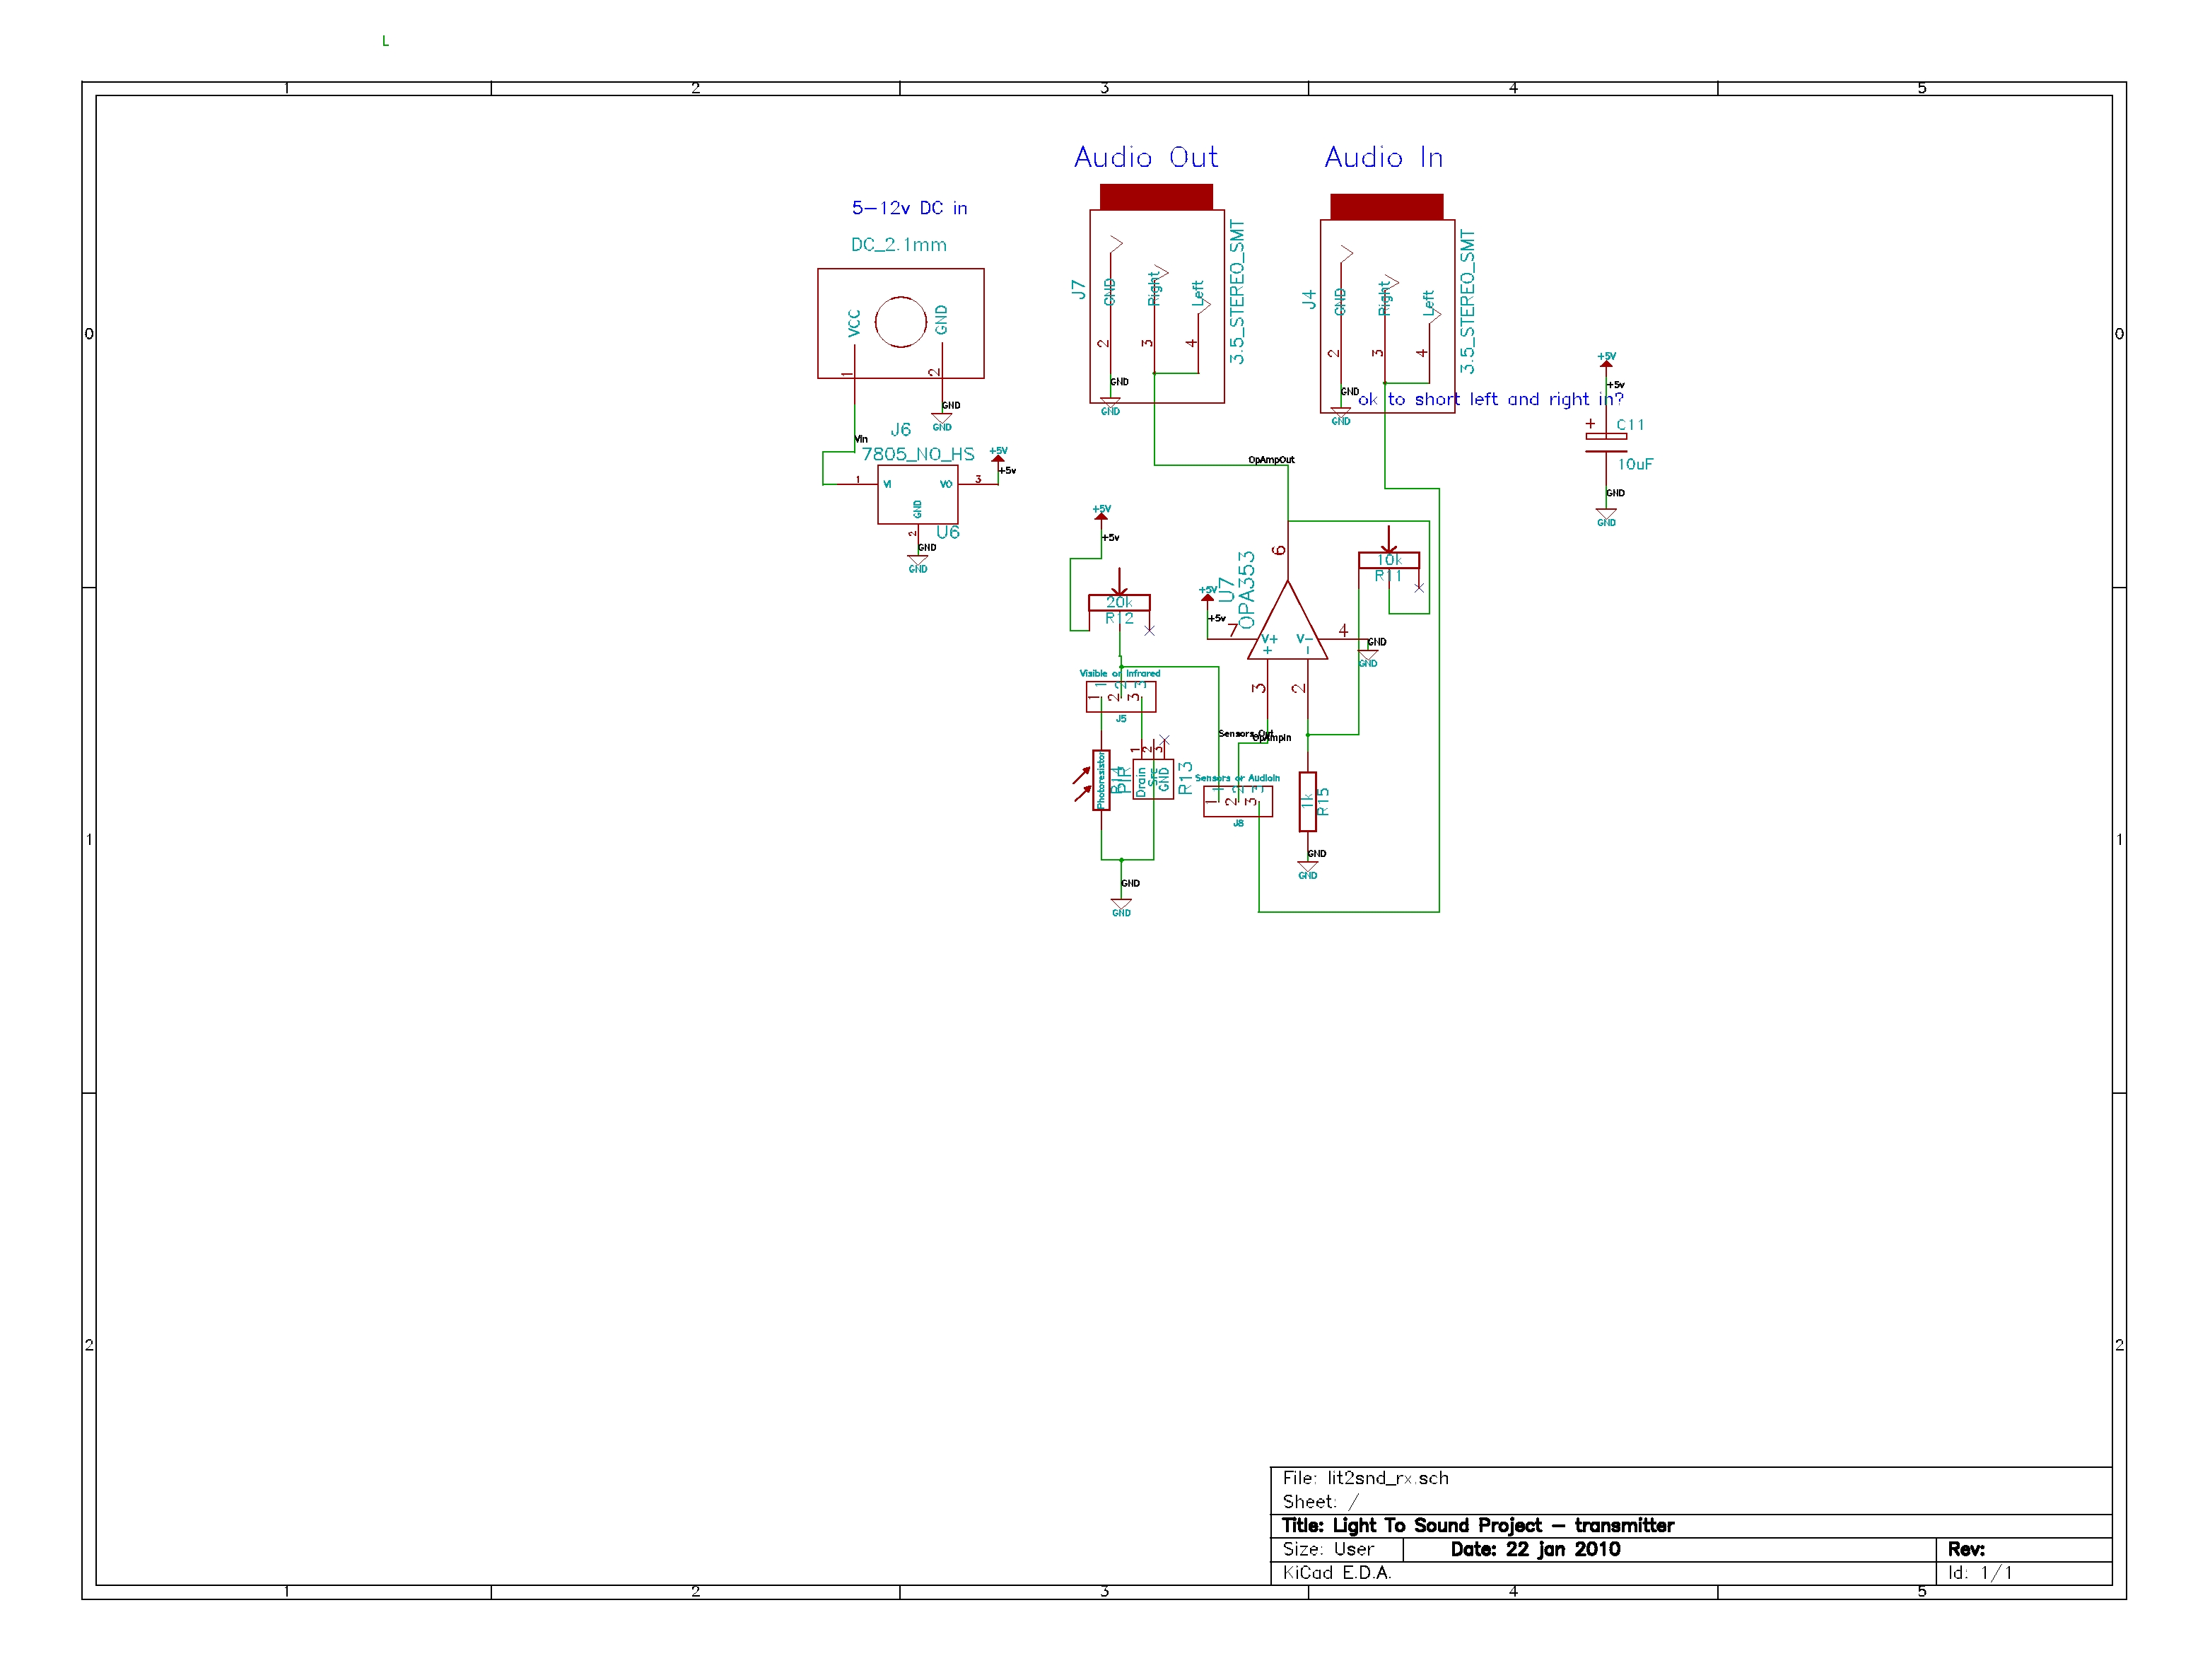 L
1 2 3 4 5
Audio Out
Audio In
5-12v DC in
DC_2.1mm
VCC
GND
1
2
GND
GND
J6
Vin
7805_NO_HS
+5V
+5v
1
VI
VO
3
GND
2
U6
GND
GND
J7
GND
Right
Left
2
3
4
3.5_STEREO_SMT
GND
GND
J4
GND
Right
Left
2
3
4
3.5_STEREO_SMT
GND
GND
ok to short left and right in?
+5V
+5v
C11
+
10uF
GND
GND
OpAmpOut
+5V
+5v
20k
R12
6
U7
OPA353
+5V
+5v
7
V+
V-
+
4
GND
GND
10k
R11
3
2
Visible or Infrared
1 2 3
J5
Photoresistor
PIR
1 2 3
Drain
Src
GND
R13
GND
GND
Sensors Out
OpAmpIn
Sensors or AudioIn
1 2 3
J8
1k
R15
GND
GND
0
0
1
1
2
2
File: lit2snd_rx.sch
Sheet: /
Title: Light To Sound Project - transmitter
Size: User
Date: 22 jan 2010
Rev:
KiCad E.D.A.
Id: 1/1
1 2 3 4 5